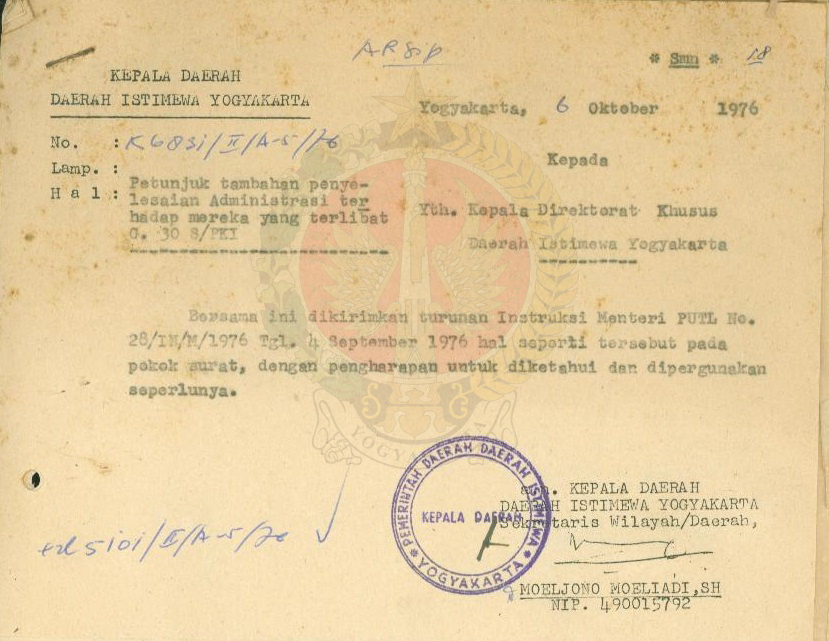 ARSip
* Smn * 18
KEPALA DAERAH
DAERAH ISTIMEWA YOGYAKARTA
Yogyakarta, 6 Oktober 1976
No. :
Lamp. :
H a l : Petunjuk tambahan penye-
lesaian Administrasi ter
hadap mereka yang terlibat
G. 30 S/PKI
Kepada
Yth. Kepala Direktorat Khusus
Daerah Istimewa Yogyakarta
Bersama ini dikirimkan turunan Instruksi Menteri PUTL No.
28/IN/M/1976 Tgl. 4 September 1976 hal seperti tersebut pada
pokok surat, dengan pengharapan untuk diketahui dan dipergunakan
seperlunya.
PEMERINTAH DAERAH DAERAH ISTIMEWA
KEPALA DAERAH
* YOGYAKARTA *
a.n. KEPALA DAERAH
DAERAH ISTIMEWA YOGYAKARTA
Sekretaris Wilayah/Daerah,
MOELJONO MOELIADI,SH
NIP. 490015792